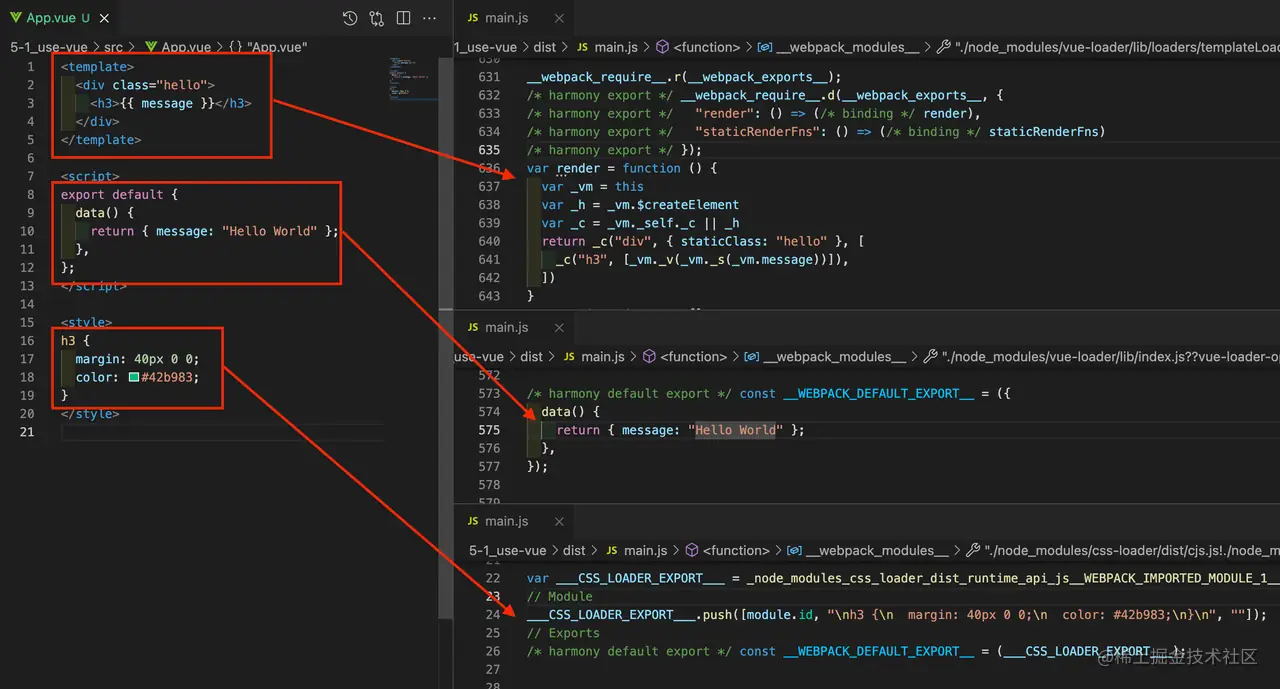 App.vue U
5-1_use-vue > src > App.vue > {} "App.vue"
1 <template>
2 <div class="hello">
3 <h3>{{ message }}</h3>
4 </div>
5 </template>
6
7 <script>
8 export default {
9 data() {
10 return { message: "Hello World" };
11 },
12 };
13 </script>
14
15 <style>
16 h3 {
17 margin: 40px 0 0;
18 color: #42b983;
19 }
20 </style>
21
JS main.js
1_use-vue > dist > JS main.js > <function> > __webpack_modules__ > "./node_modules/vue-loader/lib/loaders/templateLoa
630
631 __webpack_require__.r(__webpack_exports__);
632 /* harmony export */ __webpack_require__.d(__webpack_exports__, {
633 /* harmony export */ "render": () => (/* binding */ render),
634 /* harmony export */ "staticRenderFns": () => (/* binding */ staticRenderFns)
635 /* harmony export */ });
636 var render = function () {
637 var _vm = this
638 var _h = _vm.$createElement
639 var _c = _vm._self._c || _h
640 return _c("div", { staticClass: "hello" }, [
641 _c("h3", [_vm._v(_vm._s(_vm.message))]),
642 ])
643 }
JS main.js
use-vue > dist > JS main.js > <function> > __webpack_modules__ > "./node_modules/vue-loader/lib/index.js??vue-loader-op
572
573 /* harmony default export */ const __WEBPACK_DEFAULT_EXPORT__ = ({
574 data() {
575 return { message: "Hello World" };
576 },
577 });
578
579
JS main.js
5-1_use-vue > dist > JS main.js > <function> > __webpack_modules__ > "./node_modules/css-loader/dist/cjs.js!./node_m
21
22 var ___CSS_LOADER_EXPORT___ = _node_modules_css_loader_dist_runtime_api_js__WEBPACK_IMPORTED_MODULE_1__
23 // Module
24 ___CSS_LOADER_EXPORT___.push([module.id, "\nh3 {\n  margin: 40px 0 0;\n  color: #42b983;\n}\n", ""]);
25 // Exports
26 /* harmony default export */ const __WEBPACK_DEFAULT_EXPORT__ = (___CSS_LOADER_EXPORT___);
27
28
@稀土掘金技术社区